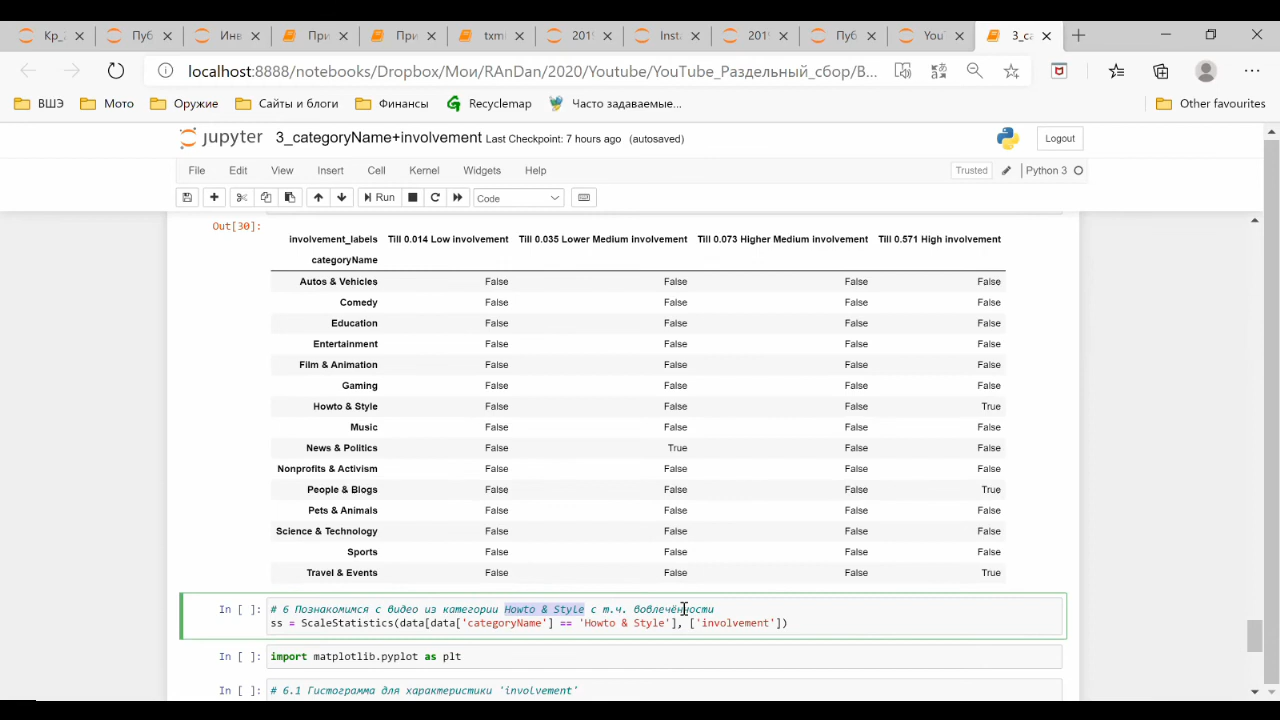 Кр_ Пуб Инв При При txmi 2019 Insta 2019 Пуб YouT 3_ca
localhost:8888/notebooks/Dropbox/Мои/RAnDan/2020/Youtube/YouTube_Раздельный_сбор/В...
ВШЭ Мото Оружие Сайты и блоги Финансы Recyclemap Часто задаваемые... Other favourites
jupyter 3_categoryName+involvement Last Checkpoint: 7 hours ago (autosaved) Logout
File Edit View Insert Cell Kernel Widgets Help Trusted Python 3
Run Code
Out[30]:
involvement_labels Till 0.014 Low involvement Till 0.035 Lower Medium involvement Till 0.073 Higher Medium involvement Till 0.571 High involvement
categoryName
Autos & Vehicles False False False False
Comedy False False False False
Education False False False False
Entertainment False False False False
Film & Animation False False False False
Gaming False False False False
Howto & Style False False False True
Music False False False False
News & Politics False True False False
Nonprofits & Activism False False False False
People & Blogs False False False True
Pets & Animals False False False False
Science & Technology False False False False
Sports False False False False
Travel & Events False False False True
In [ ]: # 6 Познакомимся с видео из категории Howto & Style с т.ч. вовлечённости
ss = ScaleStatistics(data[data['categoryName'] == 'Howto & Style'], ['involvement'])
In [ ]: import matplotlib.pyplot as plt
In [ ]: # 6.1 Гистограмма для характеристики 'involvement'